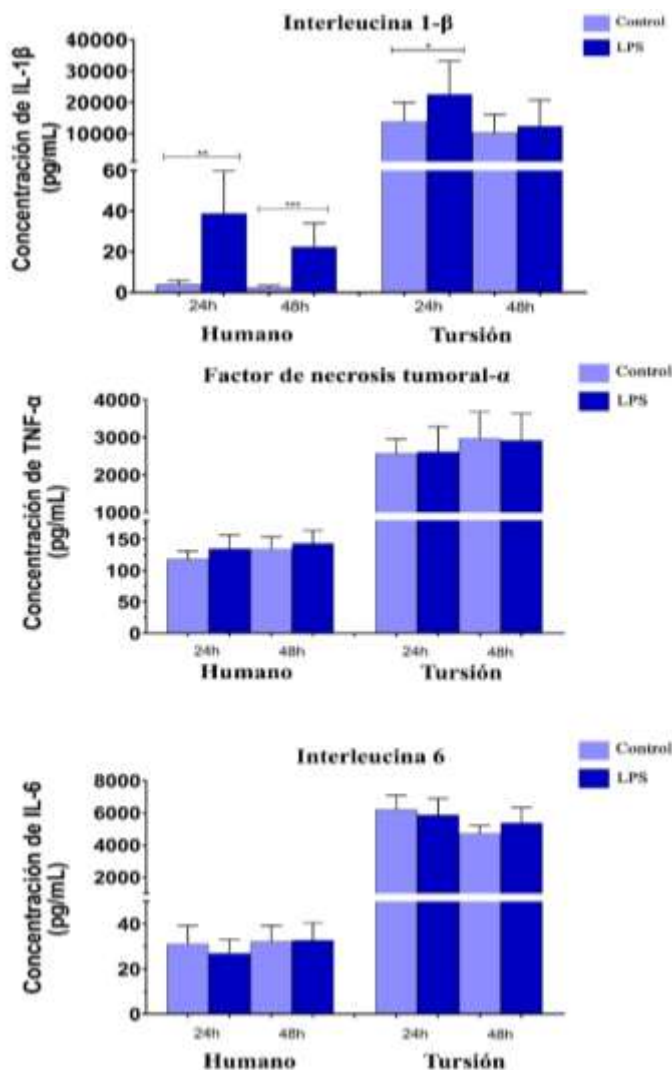 Interleucina 1-β
Control
LPS
Concentración de IL-1β
(pg/mL)
40000
30000
20000
10000
60
40
20
0
**
***
*
24h
48h
24h
48h
Humano
Tursión
Factor de necrosis tumoral-α
Control
LPS
Concentración de TNF-α
(pg/mL)
4000
3000
2000
1000
150
100
50
0
24h
48h
24h
48h
Humano
Tursión
Interleucina 6
Control
LPS
Concentración de IL-6
(pg/mL)
8000
6000
4000
2000
40
20
0
24h
48h
24h
48h
Humano
Tursión